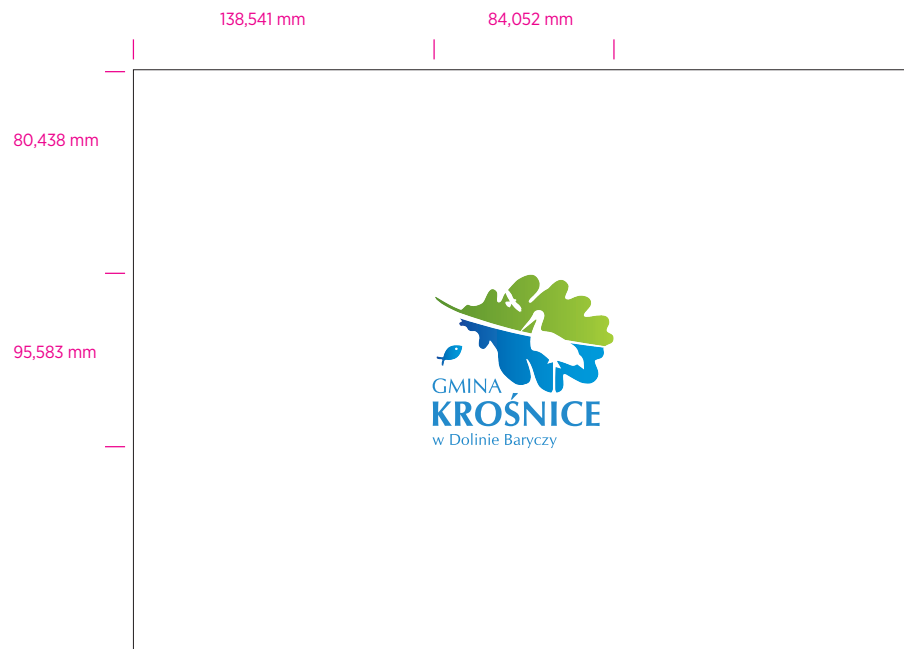 138,541 mm
84,052 mm
80,438 mm
95,583 mm
GMINA
KROŚNICE
w Dolinie Baryczy